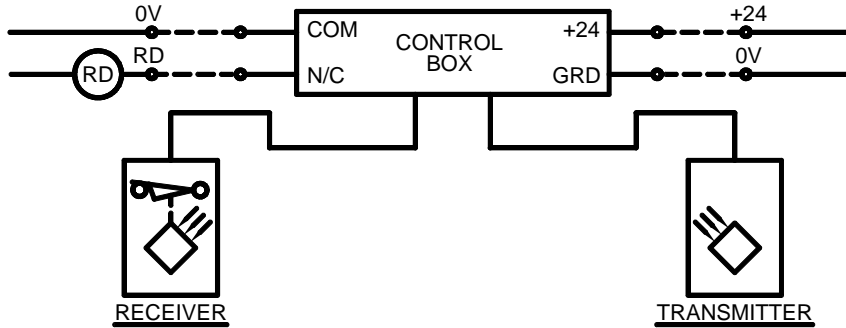 0V
+24
COM
CONTROL
BOX
+24
RD
RD
N/C
GRD
0V
RECEIVER
TRANSMITTER